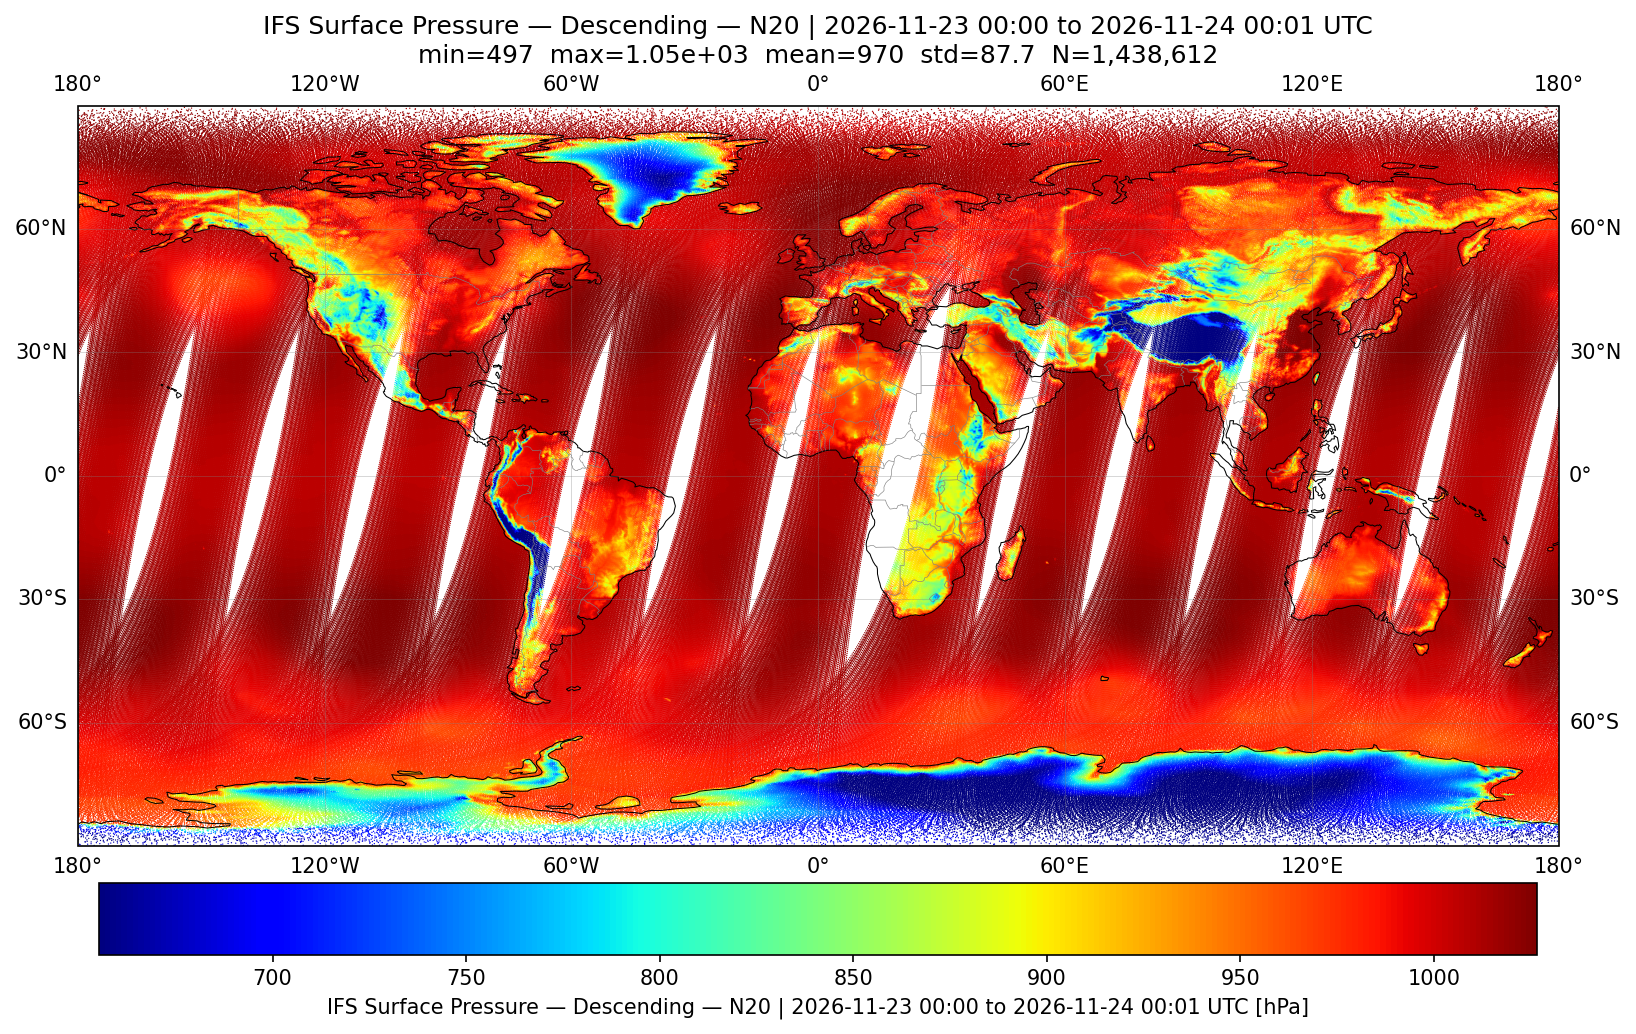 IFS Surface Pressure — Descending — N20 | 2026-11-23 00:00 to 2026-11-24 00:01 UTC
min=497  max=1.05e+03  mean=970  std=87.7  N=1,438,612
180° 120°W 60°W 0° 60°E 120°E 180°
60°N 60°N
30°N 30°N
0° 0°
30°S 30°S
60°S 60°S
180° 120°W 60°W 0° 60°E 120°E 180°
700 750 800 850 900 950 1000
IFS Surface Pressure — Descending — N20 | 2026-11-23 00:00 to 2026-11-24 00:01 UTC [hPa]